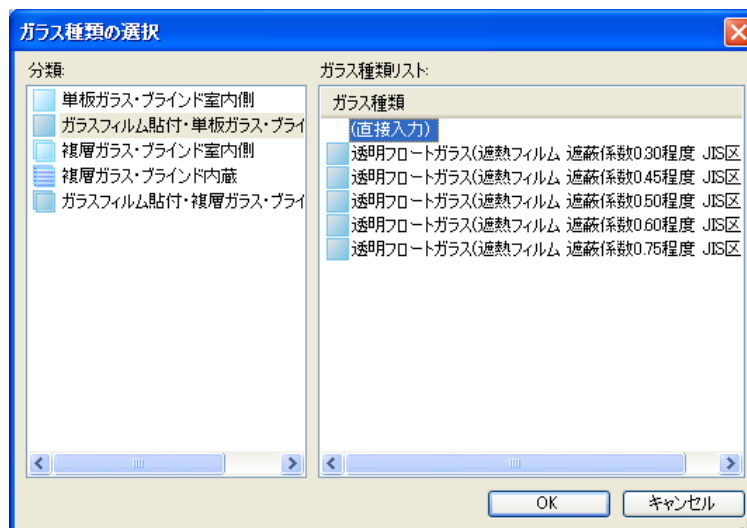 ガラス種類の選択
分類:
単板ガラス・ブラインド室内側
ガラスフィルム貼付・単板ガラス・ブライ
複層ガラス・ブラインド室内側
複層ガラス・ブラインド内蔵
ガラスフィルム貼付・複層ガラス・ブライ
ガラス種類リスト:
ガラス種類
(直接入力)
透明フロートガラス(遮熱フィルム 遮蔽係数0.30程度 JIS区
透明フロートガラス(遮熱フィルム 遮蔽係数0.45程度 JIS区
透明フロートガラス(遮熱フィルム 遮蔽係数0.50程度 JIS区
透明フロートガラス(遮熱フィルム 遮蔽係数0.60程度 JIS区
透明フロートガラス(遮熱フィルム 遮蔽係数0.75程度 JIS区
OK
キャンセル